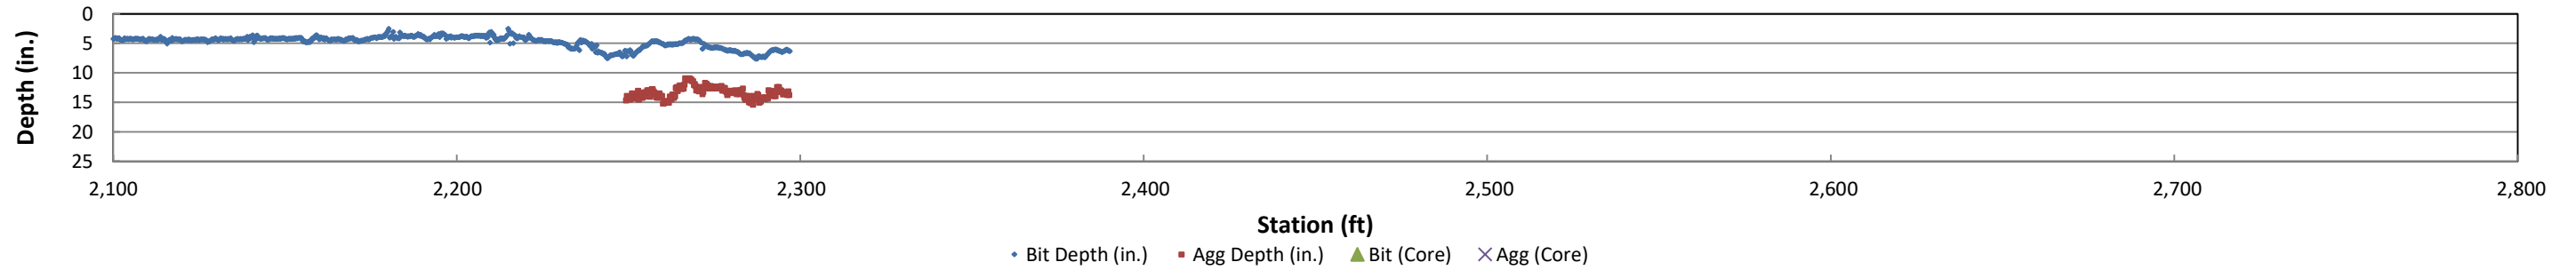 0
5
10
15
20
25
Depth (in.)
2,100 2,200 2,300 2,400 2,500 2,600 2,700 2,800
Station (ft)
Bit Depth (in.) Agg Depth (in.) Bit (Core) Agg (Core)